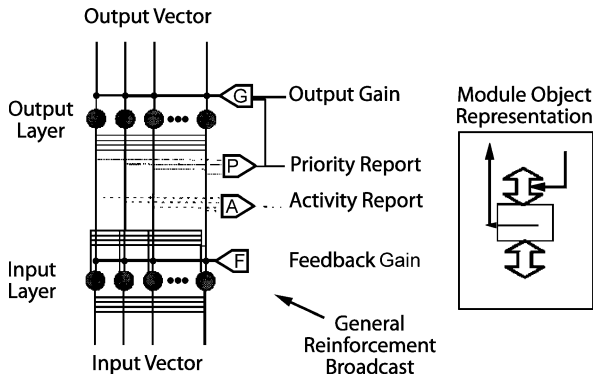 Output Vector
G
Output Gain
Output
Layer
P
Priority Report
A
Activity Report
F
Feedback Gain
Input
Layer
General
Reinforcement
Broadcast
Input Vector
Module Object
Representation